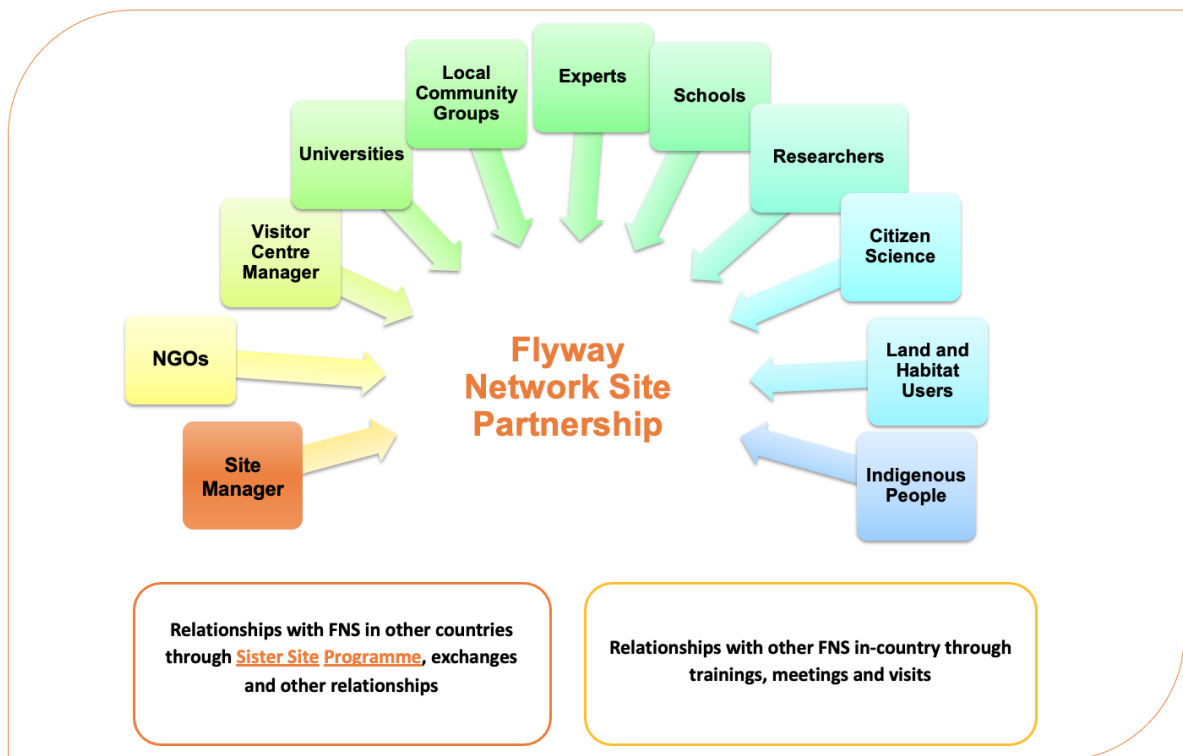 Local
Community
Groups
Experts
Schools
Universities
Researchers
Visitor
Centre
Manager
Citizen
Science
NGOs
Flyway
Network Site
Partnership
Land and
Habitat
Users
Site
Manager
Indigenous
People
Relationships with FNS in other countries
through Sister Site Programme, exchanges
and other relationships
Relationships with other FNS in-country through
trainings, meetings and visits